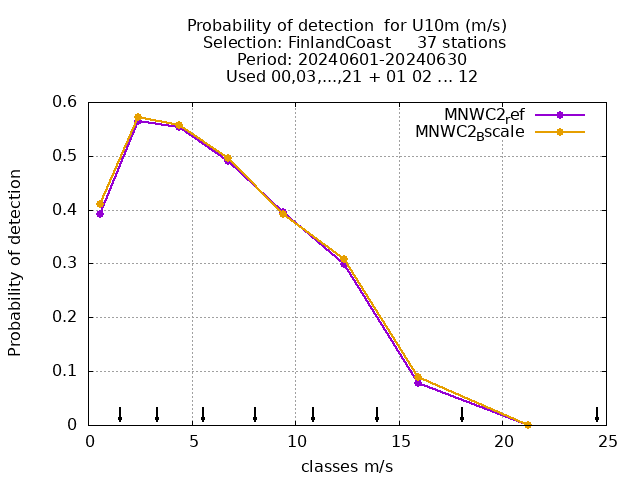 Probability of detection  for U10m (m/s)
Selection: FinlandCoast     37 stations
Period: 20240601-20240630
Used 00,03,...,21 + 01 02 ... 12
MNWC2ref
MNWC2Bscale
Probability of detection
0.6
0.5
0.4
0.3
0.2
0.1
0
0 5 10 15 20 25
classes m/s